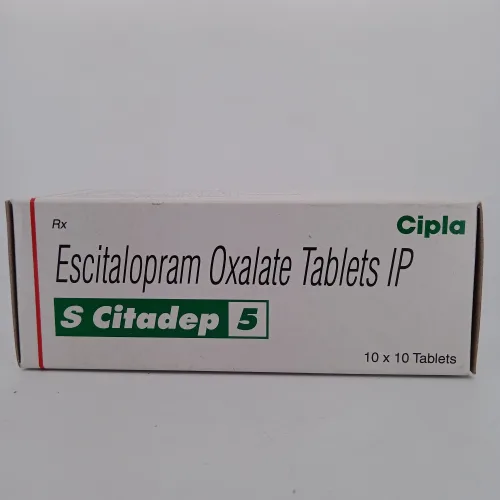 Rx
Cipla
Escitalopram Oxalate Tablets IP
S Citadep 5
10 x 10 Tablets